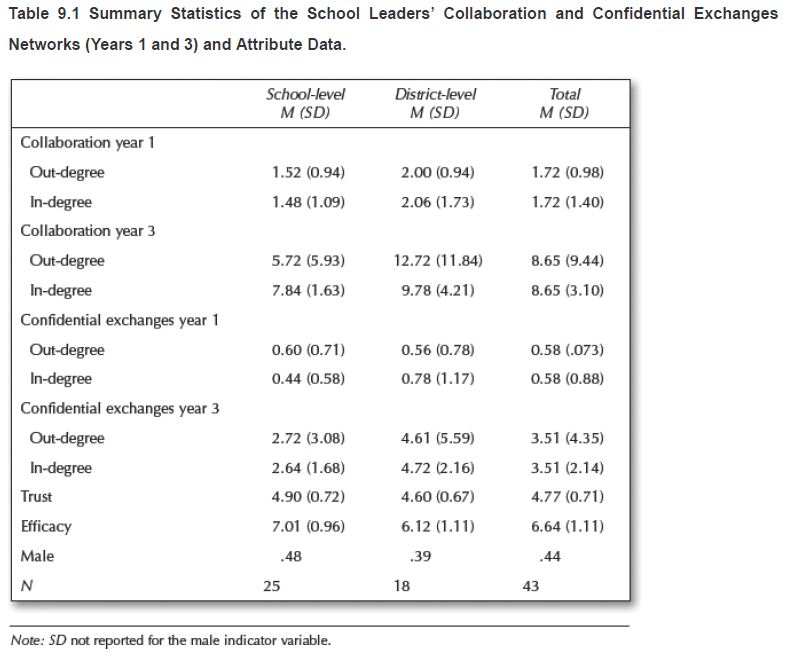 Table 9.1 Summary Statistics of the School Leaders' Collaboration and Confidential Exchanges
Networks (Years 1 and 3) and Attribute Data.
School-level District-level Total
M (SD) M (SD) M (SD)
Collaboration year 1
Out-degree 1.52 (0.94) 2.00 (0.94) 1.72 (0.98)
In-degree 1.48 (1.09) 2.06 (1.73) 1.72 (1.40)
Collaboration year 3
Out-degree 5.72 (5.93) 12.72 (11.84) 8.65 (9.44)
In-degree 7.84 (1.63) 9.78 (4.21) 8.65 (3.10)
Confidential exchanges year 1
Out-degree 0.60 (0.71) 0.56 (0.78) 0.58 (.073)
In-degree 0.44 (0.58) 0.78 (1.17) 0.58 (0.88)
Confidential exchanges year 3
Out-degree 2.72 (3.08) 4.61 (5.59) 3.51 (4.35)
In-degree 2.64 (1.68) 4.72 (2.16) 3.51 (2.14)
Trust 4.90 (0.72) 4.60 (0.67) 4.77 (0.71)
Efficacy 7.01 (0.96) 6.12 (1.11) 6.64 (1.11)
Male .48 .39 .44
N 25 18 43
Note: SD not reported for the male indicator variable.